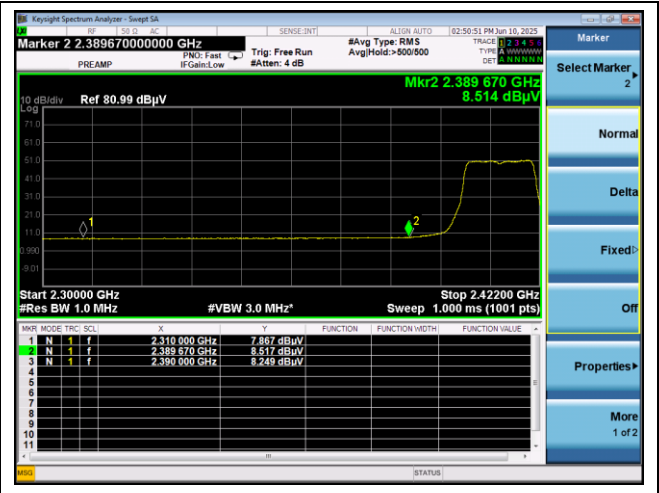 Keysight Spectrum Analyzer - Swept SA
RF 50 Ω AC SENSE:INT ALIGN AUTO 02:50:51 PM Jun 10, 2025
Marker 2 2.389670000000 GHz
PREAMP
PNO: Fast
IFGain:Low
Trig: Free Run
#Atten: 4 dB
#Avg Type: RMS
Avg|Hold:>500/500
TRACE 1 2 3 4 5 6
TYPE A WWWWW
DET A N N N N N
Mkr2 2.389 670 GHz
8.514 dBµV
10 dB/div Ref 80.99 dBµV
Log
71.0
61.0
51.0
41.0
31.0
21.0
11.0
0.990
-9.01
1
2
Start 2.30000 GHz
#Res BW 1.0 MHz
#VBW 3.0 MHz*
Stop 2.42200 GHz
Sweep 1.000 ms (1001 pts)
MKR MODE TRC SCL X Y FUNCTION FUNCTION WIDTH FUNCTION VALUE
1 N 1 f 2.310 000 GHz 7.867 dBµV
2 N 1 f 2.389 670 GHz 8.517 dBµV
3 N 1 f 2.390 000 GHz 8.249 dBµV
4
5
6
7
8
9
10
11
MSG
STATUS
Marker
Select Marker
2
Normal
Delta
Fixed
Off
Properties
More
1 of 2